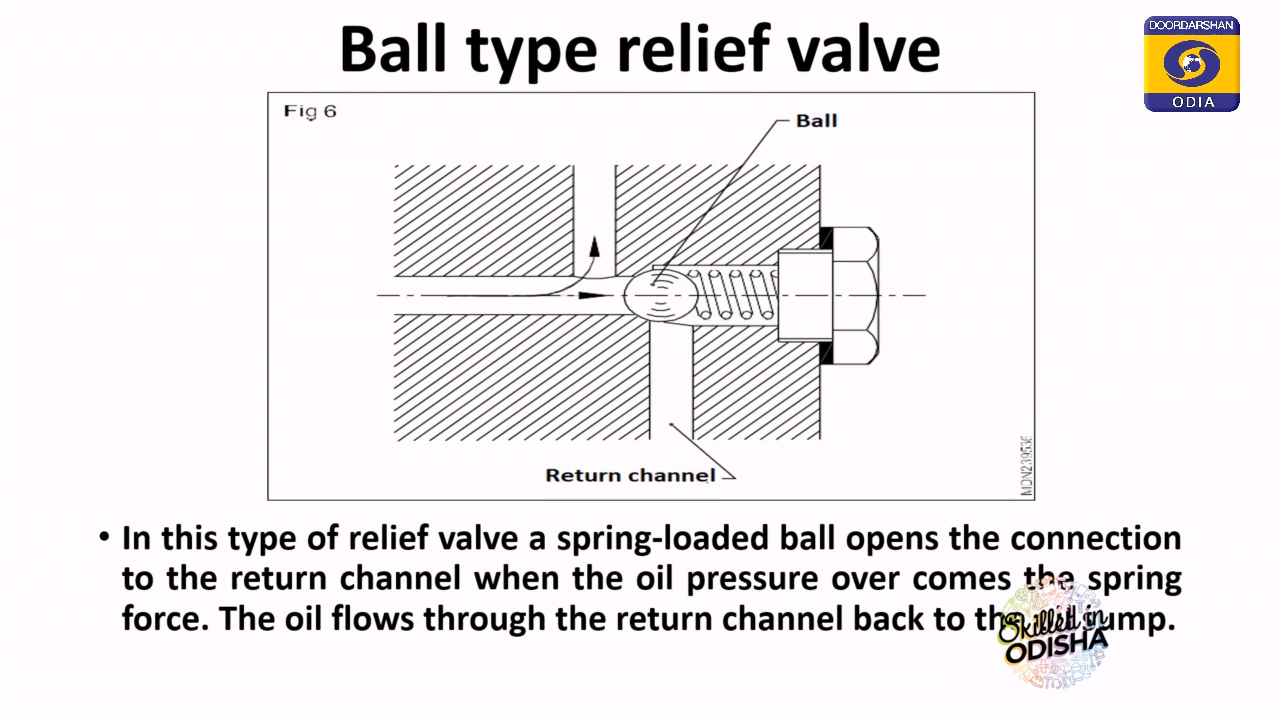 Ball type relief valve
DOORDARSHAN
ODIA
Fig 6
Ball
Return channel
MDN239536
• In this type of relief valve a spring-loaded ball opens the connection
to the return channel when the oil pressure over comes the spring
force. The oil flows through the return channel back to the
Skilled in
ODISHA